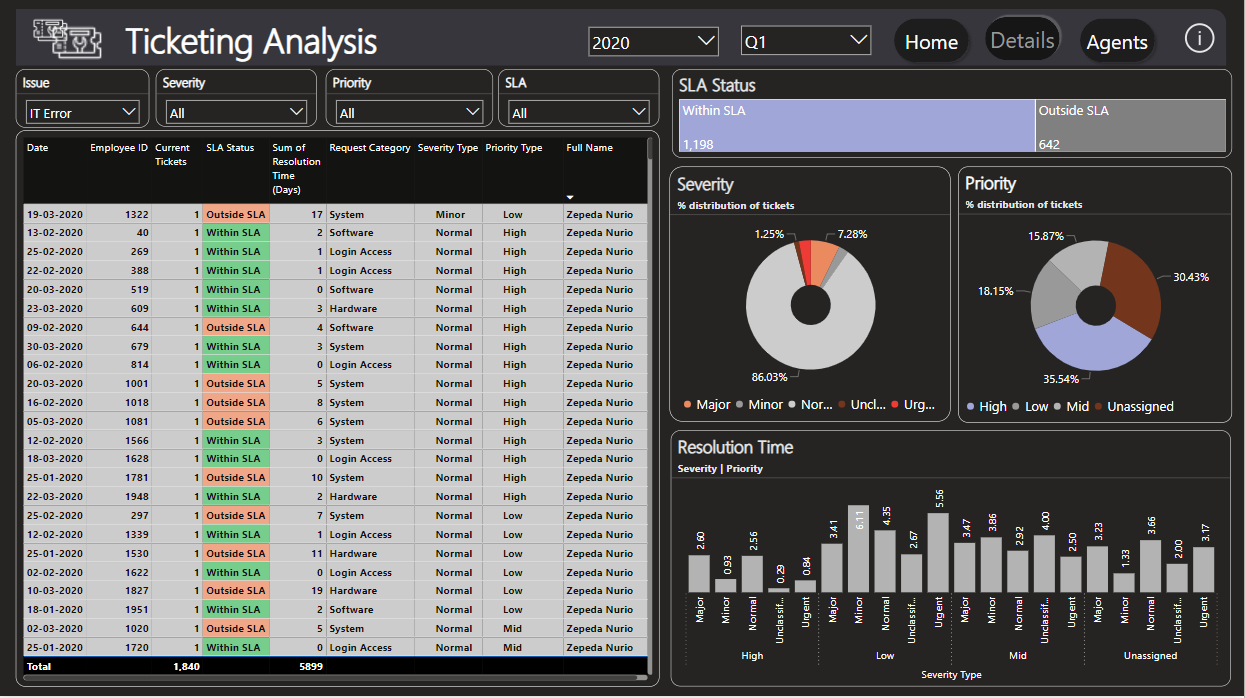 Ticketing Analysis
2020
Q1
Home
Details
Agents
i
Issue
IT Error
Severity
All
Priority
All
SLA
All
Date Employee ID Current Tickets SLA Status Sum of Resolution Time (Days) Request Category Severity Type Priority Type Full Name
19-03-2020 1322 1 Outside SLA 17 System Minor Low Zepeda Nurio
13-02-2020 40 1 Within SLA 2 Software Normal High Zepeda Nurio
25-02-2020 269 1 Within SLA 1 Login Access Normal High Zepeda Nurio
22-02-2020 388 1 Within SLA 1 Login Access Normal High Zepeda Nurio
20-03-2020 519 1 Within SLA 0 Software Normal High Zepeda Nurio
23-03-2020 609 1 Within SLA 3 Hardware Normal High Zepeda Nurio
09-02-2020 644 1 Outside SLA 4 Software Normal High Zepeda Nurio
30-03-2020 679 1 Within SLA 3 System Normal High Zepeda Nurio
06-02-2020 814 1 Within SLA 0 Login Access Normal High Zepeda Nurio
20-03-2020 1001 1 Outside SLA 5 System Normal High Zepeda Nurio
16-02-2020 1018 1 Outside SLA 8 System Normal High Zepeda Nurio
05-03-2020 1081 1 Outside SLA 6 System Normal High Zepeda Nurio
12-02-2020 1566 1 Within SLA 3 System Normal High Zepeda Nurio
18-03-2020 1628 1 Within SLA 0 Login Access Normal High Zepeda Nurio
25-01-2020 1781 1 Outside SLA 10 System Normal High Zepeda Nurio
22-03-2020 1948 1 Within SLA 2 Hardware Normal High Zepeda Nurio
25-02-2020 297 1 Outside SLA 7 System Normal Low Zepeda Nurio
12-02-2020 1339 1 Within SLA 1 Login Access Normal Low Zepeda Nurio
25-01-2020 1530 1 Outside SLA 11 Hardware Normal Low Zepeda Nurio
02-02-2020 1622 1 Within SLA 0 Login Access Normal Low Zepeda Nurio
10-03-2020 1827 1 Outside SLA 19 Hardware Normal Low Zepeda Nurio
18-01-2020 1951 1 Within SLA 2 Software Normal Low Zepeda Nurio
02-03-2020 1020 1 Outside SLA 5 System Normal Mid Zepeda Nurio
25-01-2020 1720 1 Within SLA 0 Login Access Normal Mid Zepeda Nurio
Total 1,840 5899
SLA Status
Within SLA
1,198
Outside SLA
642
Severity
% distribution of tickets
1.25% 7.28%
86.03%
Major Minor Nor... Uncl... Urg...
Priority
% distribution of tickets
15.87%
30.43%
18.15%
35.54%
High Low Mid Unassigned
Resolution Time
Severity | Priority
2.60 0.93 2.56 0.29 0.84 3.41 6.11 4.35 2.67 5.56 3.47 3.86 2.92 4.00 2.50 3.23 1.33 3.66 2.00 3.17
Major Minor Normal Unclassif... Urgent Major Minor Normal Unclassif... Urgent Major Minor Normal Unclassif... Urgent Major Minor Normal Unclassif... Urgent
High Low Mid Unassigned
Severity Type